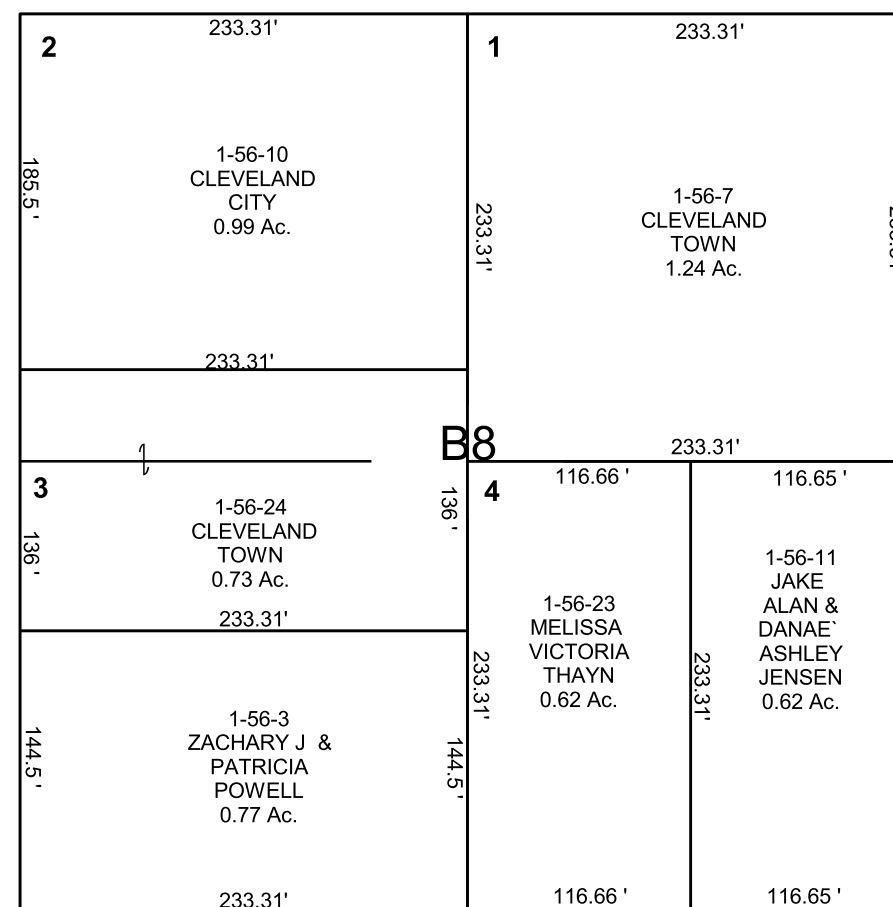 233.31'
2
185.5 '
1-56-10
CLEVELAND
CITY
0.99 Ac.
233.31'
233.31'
1
233.31'
1-56-7
CLEVELAND
TOWN
1.24 Ac.
233.31'
B8
3
136 '
136 '
1-56-24
CLEVELAND
TOWN
0.73 Ac.
233.31'
144.5 '
144.5 '
1-56-3
ZACHARY J &
PATRICIA
POWELL
0.77 Ac.
233.31'
4
116.66 '
233.31'
1-56-23
MELISSA
VICTORIA
THAYN
0.62 Ac.
116.66 '
116.65 '
233.31'
1-56-11
JAKE
ALAN &
DANAE`
ASHLEY
JENSEN
0.62 Ac.
116.65 '